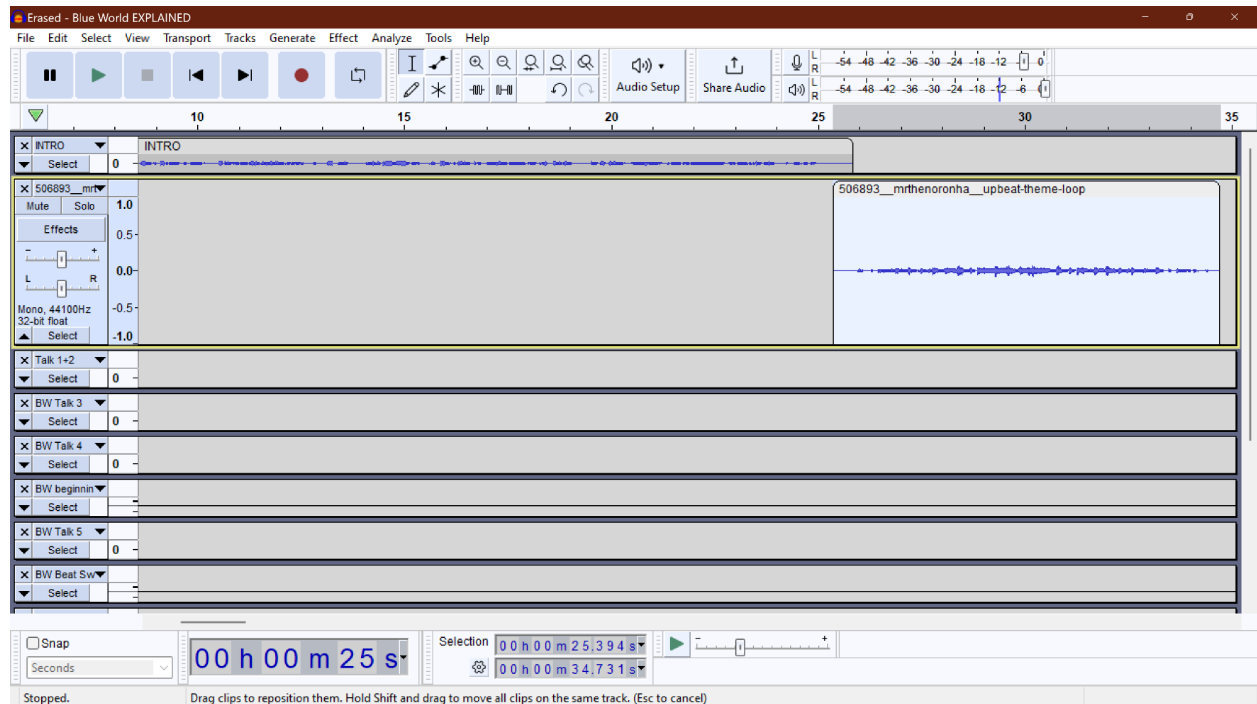 Erased - Blue World EXPLAINED
File Edit Select View Transport Tracks Generate Effect Analyze Tools Help
Audio Setup
Share Audio
L
R
-54 -48 -42 -36 -30 -24 -18 -12 0
L
R
-54 -48 -42 -36 -30 -24 -18 -12 -6 0
10 15 20 25 30 35
INTRO
Select
0
INTRO
506893__mrt
Mute Solo
Effects
- +
L R
Mono, 44100Hz
32-bit float
Select
1.0
0.5
0.0
-0.5
-1.0
506893__mrthenoronha__upbeat-theme-loop
Talk 1+2
Select
0
BW Talk 3
Select
0
BW Talk 4
Select
0
BW beginnin
Select
BW Talk 5
Select
0
BW Beat Sw
Select
Snap
Seconds
00 h 00 m 25 s
Selection
00 h 00 m 25.394 s
00 h 00 m 34.731 s
- +
Stopped.
Drag clips to reposition them. Hold Shift and drag to move all clips on the same track. (Esc to cancel)